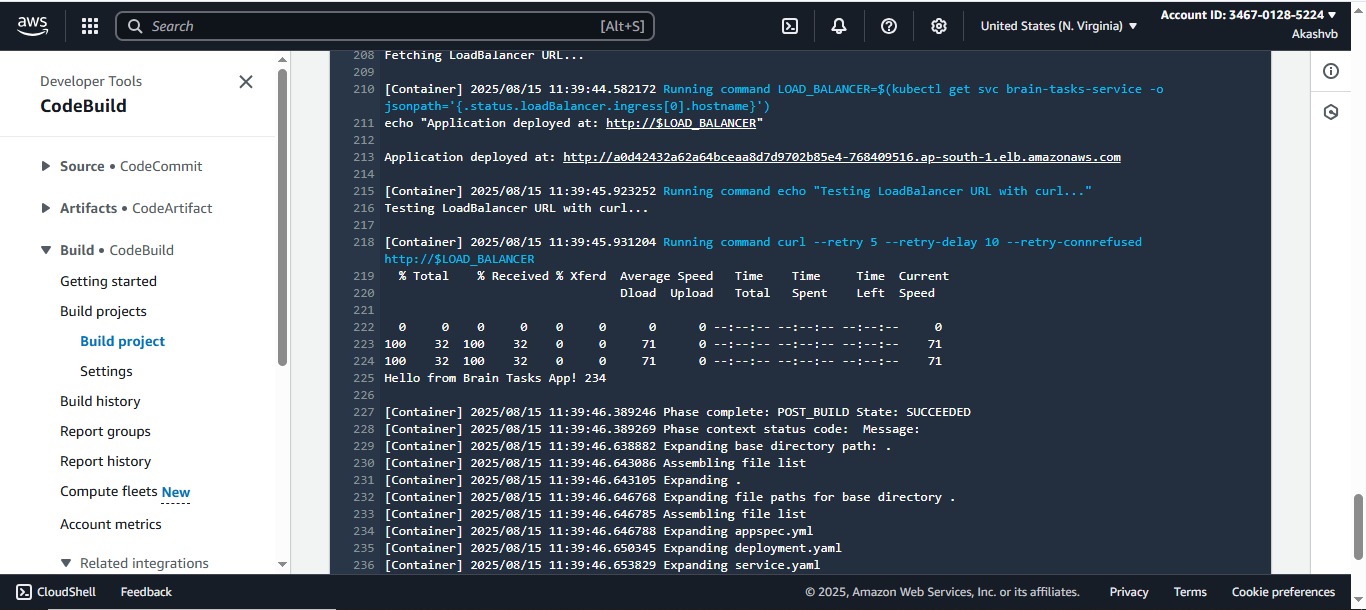 aws
Search [Alt+S]
United States (N. Virginia) ▼
Account ID: 3467-0128-5224 ▼
Akashvb
Developer Tools
CodeBuild
Source • CodeCommit
Artifacts • CodeArtifact
Build • CodeBuild
Getting started
Build projects
Build project
Settings
Build history
Report groups
Report history
Compute fleets New
Account metrics
Related integrations
208 Fetching LoadBalancer URL...
209
210 [Container] 2025/08/15 11:39:44.582172 Running command LOAD_BALANCER=$(kubectl get svc brain-tasks-service -o
jsonpath='{.status.loadBalancer.ingress[0].hostname}')
211 echo "Application deployed at: http://$LOAD_BALANCER"
212
213 Application deployed at: http://a0d42432a62a64bceaa8d7d9702b85e4-768409516.ap-south-1.elb.amazonaws.com
214
215 [Container] 2025/08/15 11:39:45.923252 Running command echo "Testing LoadBalancer URL with curl..."
216 Testing LoadBalancer URL with curl...
217
218 [Container] 2025/08/15 11:39:45.931204 Running command curl --retry 5 --retry-delay 10 --retry-connrefused
http://$LOAD_BALANCER
219 % Total % Received % Xferd Average Speed Time Time Time Current
220 Dload Upload Total Spent Left Speed
221
222 0 0 0 0 0 0 0 0 --:--:-- --:--:-- --:--:-- 0
223 100 32 100 32 0 0 71 0 --:--:-- --:--:-- --:--:-- 71
224 100 32 100 32 0 0 71 0 --:--:-- --:--:-- --:--:-- 71
225 Hello from Brain Tasks App! 234
226
227 [Container] 2025/08/15 11:39:46.389246 Phase complete: POST_BUILD State: SUCCEEDED
228 [Container] 2025/08/15 11:39:46.389269 Phase context status code: Message:
229 [Container] 2025/08/15 11:39:46.638882 Expanding base directory path: .
230 [Container] 2025/08/15 11:39:46.643086 Assembling file list
231 [Container] 2025/08/15 11:39:46.643105 Expanding .
232 [Container] 2025/08/15 11:39:46.646768 Expanding file paths for base directory .
233 [Container] 2025/08/15 11:39:46.646785 Assembling file list
234 [Container] 2025/08/15 11:39:46.646788 Expanding appspec.yml
235 [Container] 2025/08/15 11:39:46.650345 Expanding deployment.yaml
236 [Container] 2025/08/15 11:39:46.653829 Expanding service.yaml
CloudShell Feedback © 2025, Amazon Web Services, Inc. or its affiliates. Privacy Terms Cookie preferences